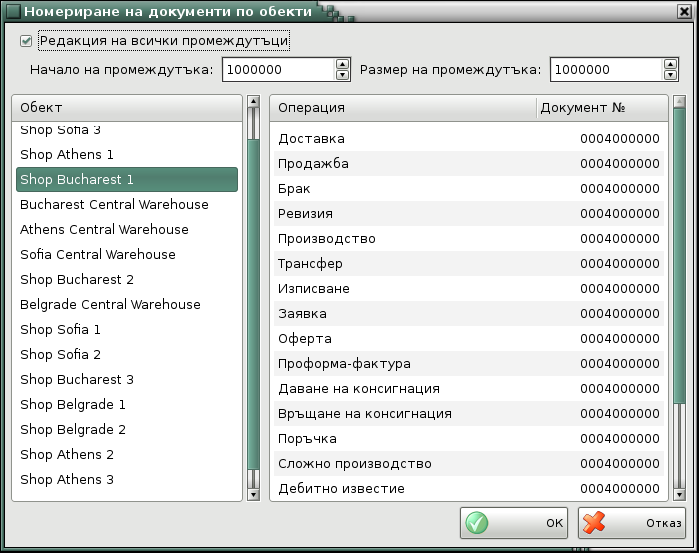 Номериране на документи по обекти
Редакция на всички промеждутъци
Начало на промеждутъка: 1000000 Размер на промеждутъка: 1000000
Обект
Shop Sofia 3
Shop Athens 1
Shop Bucharest 1
Bucharest Central Warehouse
Athens Central Warehouse
Sofia Central Warehouse
Shop Bucharest 2
Belgrade Central Warehouse
Shop Sofia 1
Shop Sofia 2
Shop Bucharest 3
Shop Belgrade 1
Shop Belgrade 2
Shop Athens 2
Shop Athens 3
Операция Документ №
Доставка 0004000000
Продажба 0004000000
Брак 0004000000
Ревизия 0004000000
Производство 0004000000
Трансфер 0004000000
Изписване 0004000000
Заявка 0004000000
Оферта 0004000000
Проформа-фактура 0004000000
Даване на консигнация 0004000000
Връщане на консигнация 0004000000
Поръчка 0004000000
Сложно производство 0004000000
Дебитно известие 0004000000
ОК Отказ